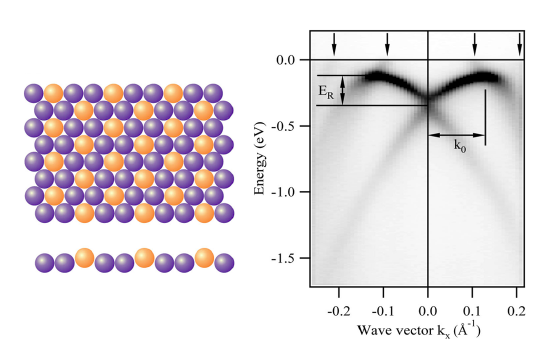 0.0
-0.5
-1.0
-1.5
Energy (eV)
E_R
k_0
-0.2 -0.1 0.0 0.1 0.2
Wave vector k_x (Å⁻¹)